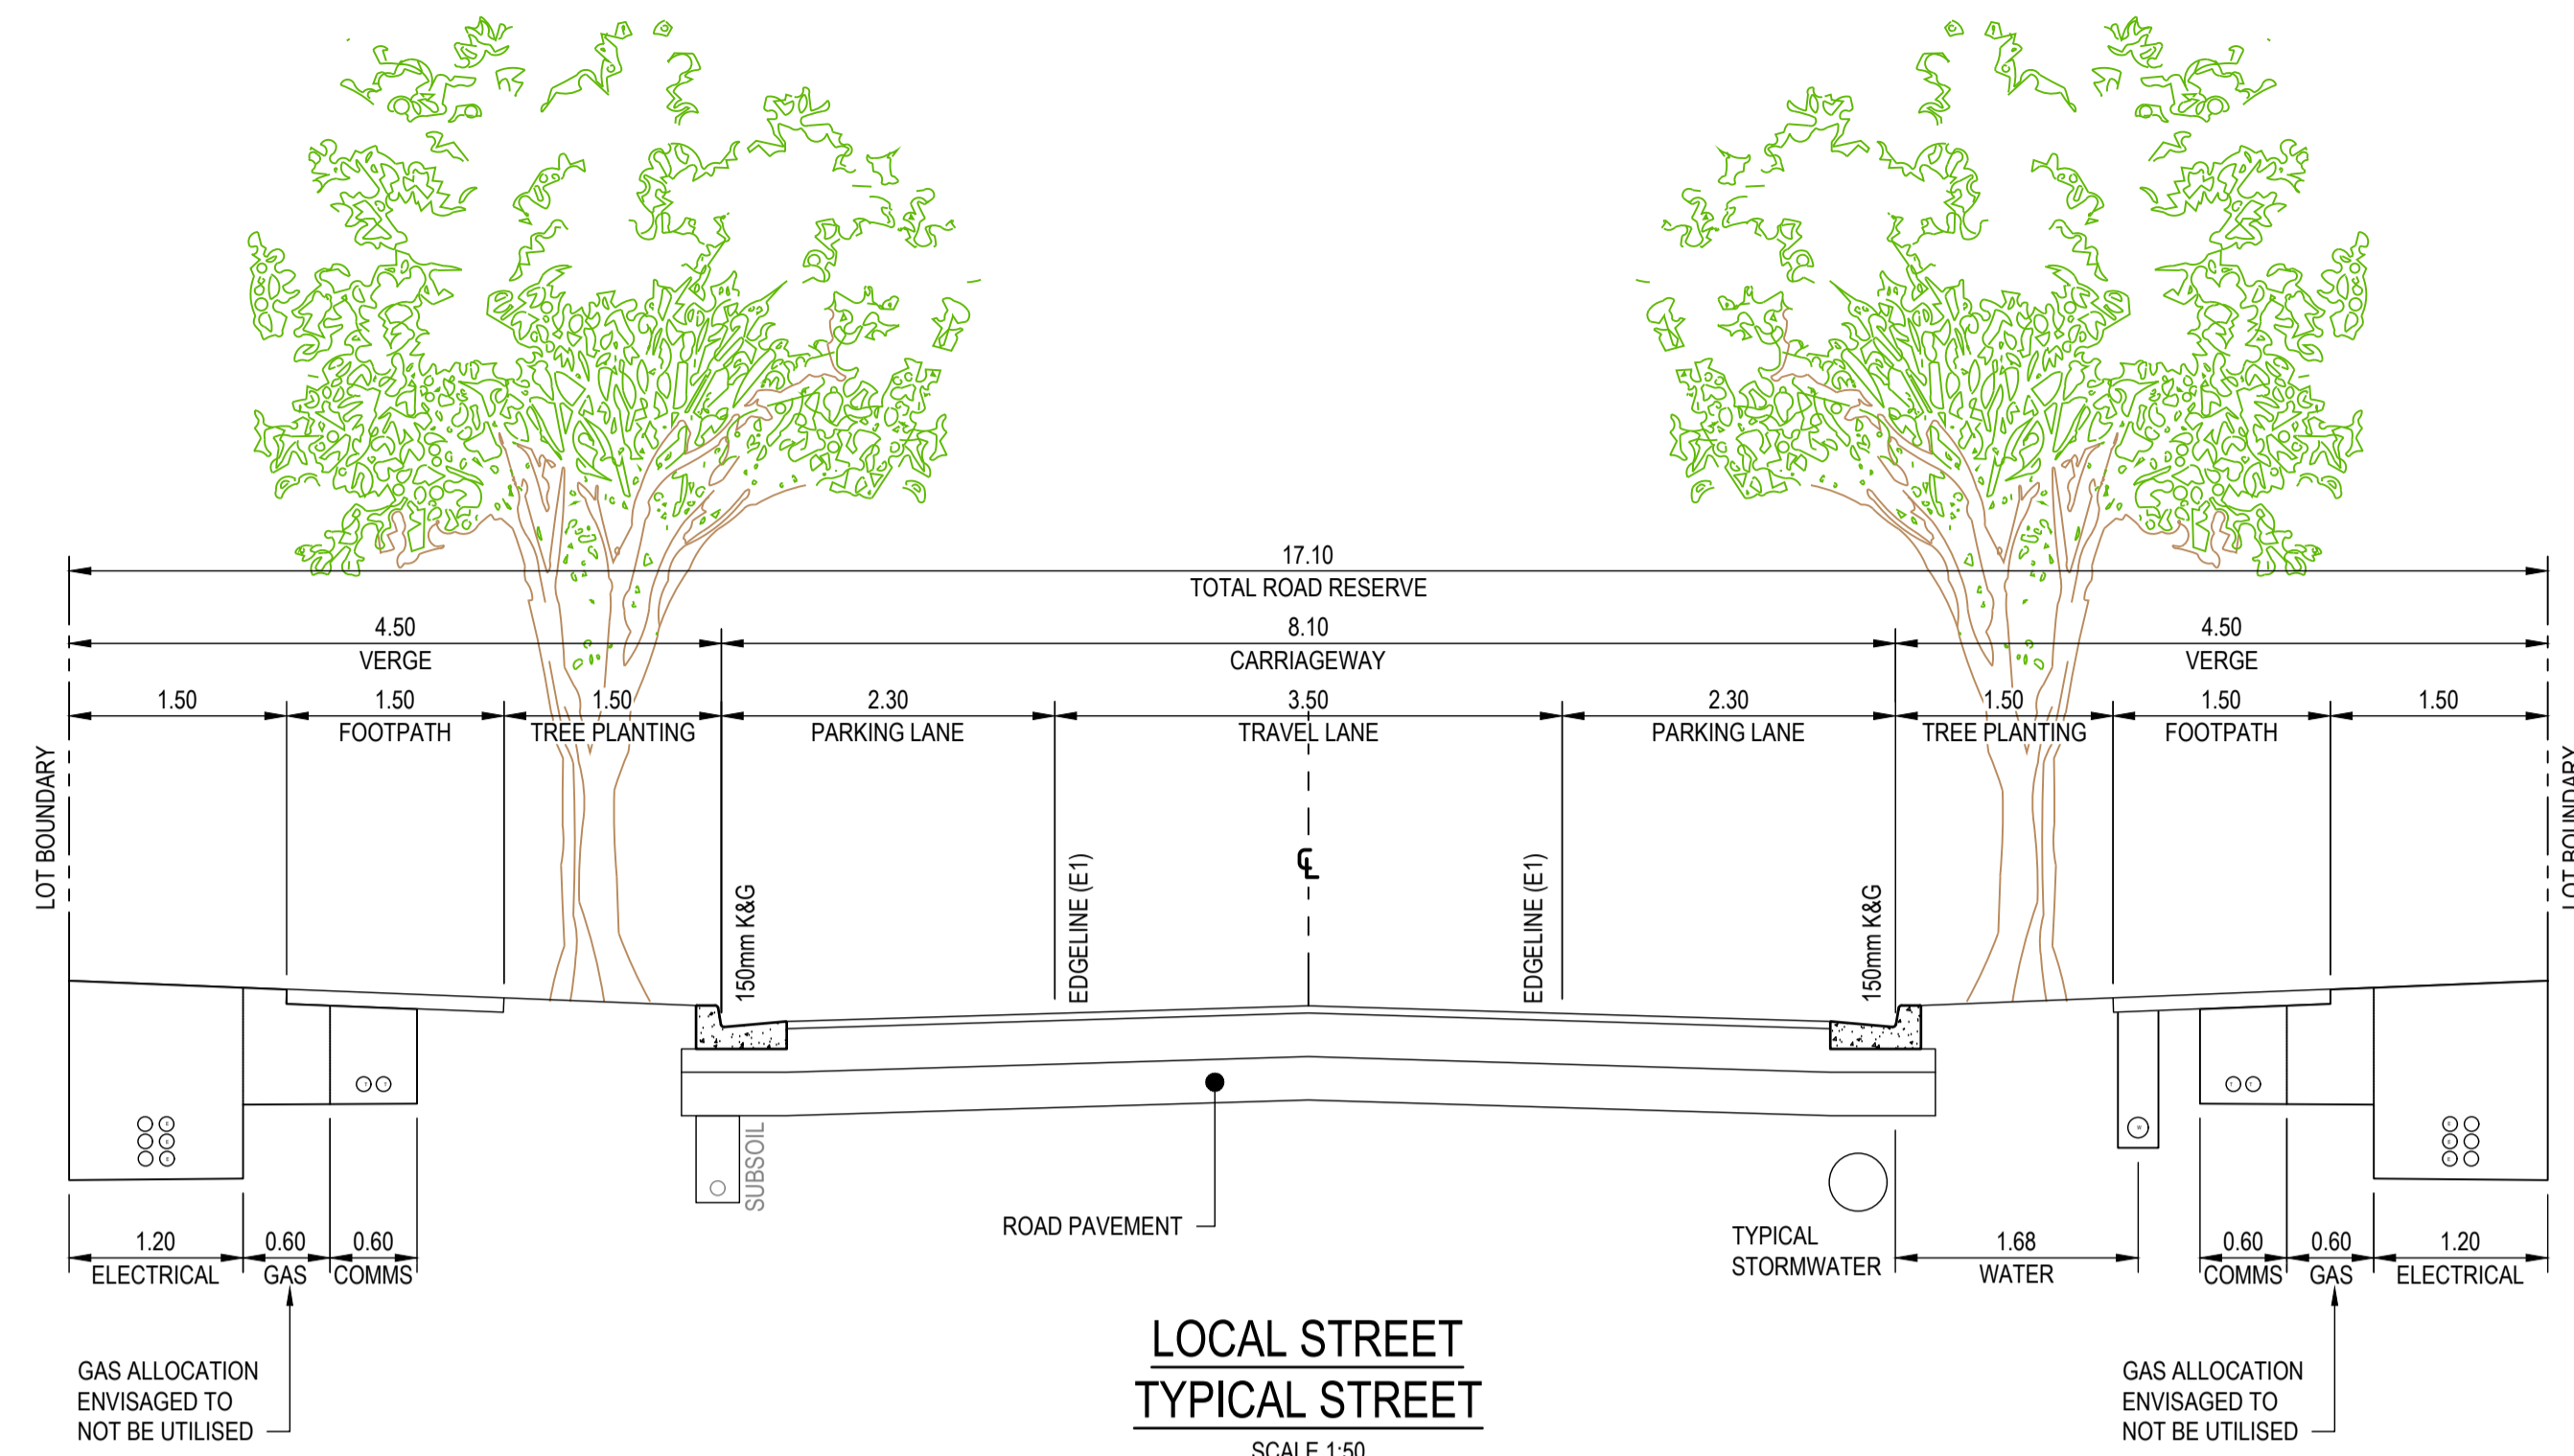 17.10
TOTAL ROAD RESERVE
4.50
VERGE
8.10
CARRIAGEWAY
4.50
VERGE
1.50
1.50
FOOTPATH
1.50
TREE PLANTING
2.30
PARKING LANE
3.50
TRAVEL LANE
2.30
PARKING LANE
1.50
TREE PLANTING
1.50
FOOTPATH
1.50
LOT BOUNDARY
150mm K&G
EDGELINE (E1)
℄
EDGELINE (E1)
150mm K&G
LOT BOUNDARY
SUBSOIL
ROAD PAVEMENT
TYPICAL
STORMWATER
1.20
ELECTRICAL
0.60
GAS
0.60
COMMS
1.68
WATER
0.60
COMMS
0.60
GAS
1.20
ELECTRICAL
GAS ALLOCATION
ENVISAGED TO
NOT BE UTILISED
LOCAL STREET
TYPICAL STREET
SCALE 1:50
GAS ALLOCATION
ENVISAGED TO
NOT BE UTILISED